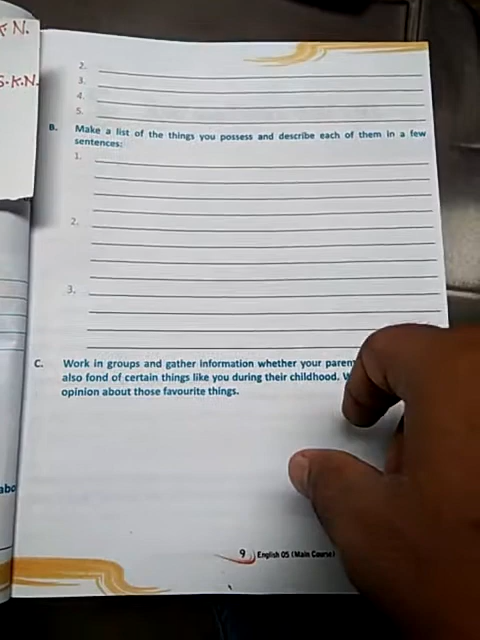 K N.
S.K.N.
2.
3.
4.
5.
B. Make a list of the things you possess and describe each of them in a few
sentences:
1.
2.
3.
C. Work in groups and gather information whether your paren
also fond of certain things like you during their childhood. W
opinion about those favourite things.
abo
9 English 05 (Main Course)